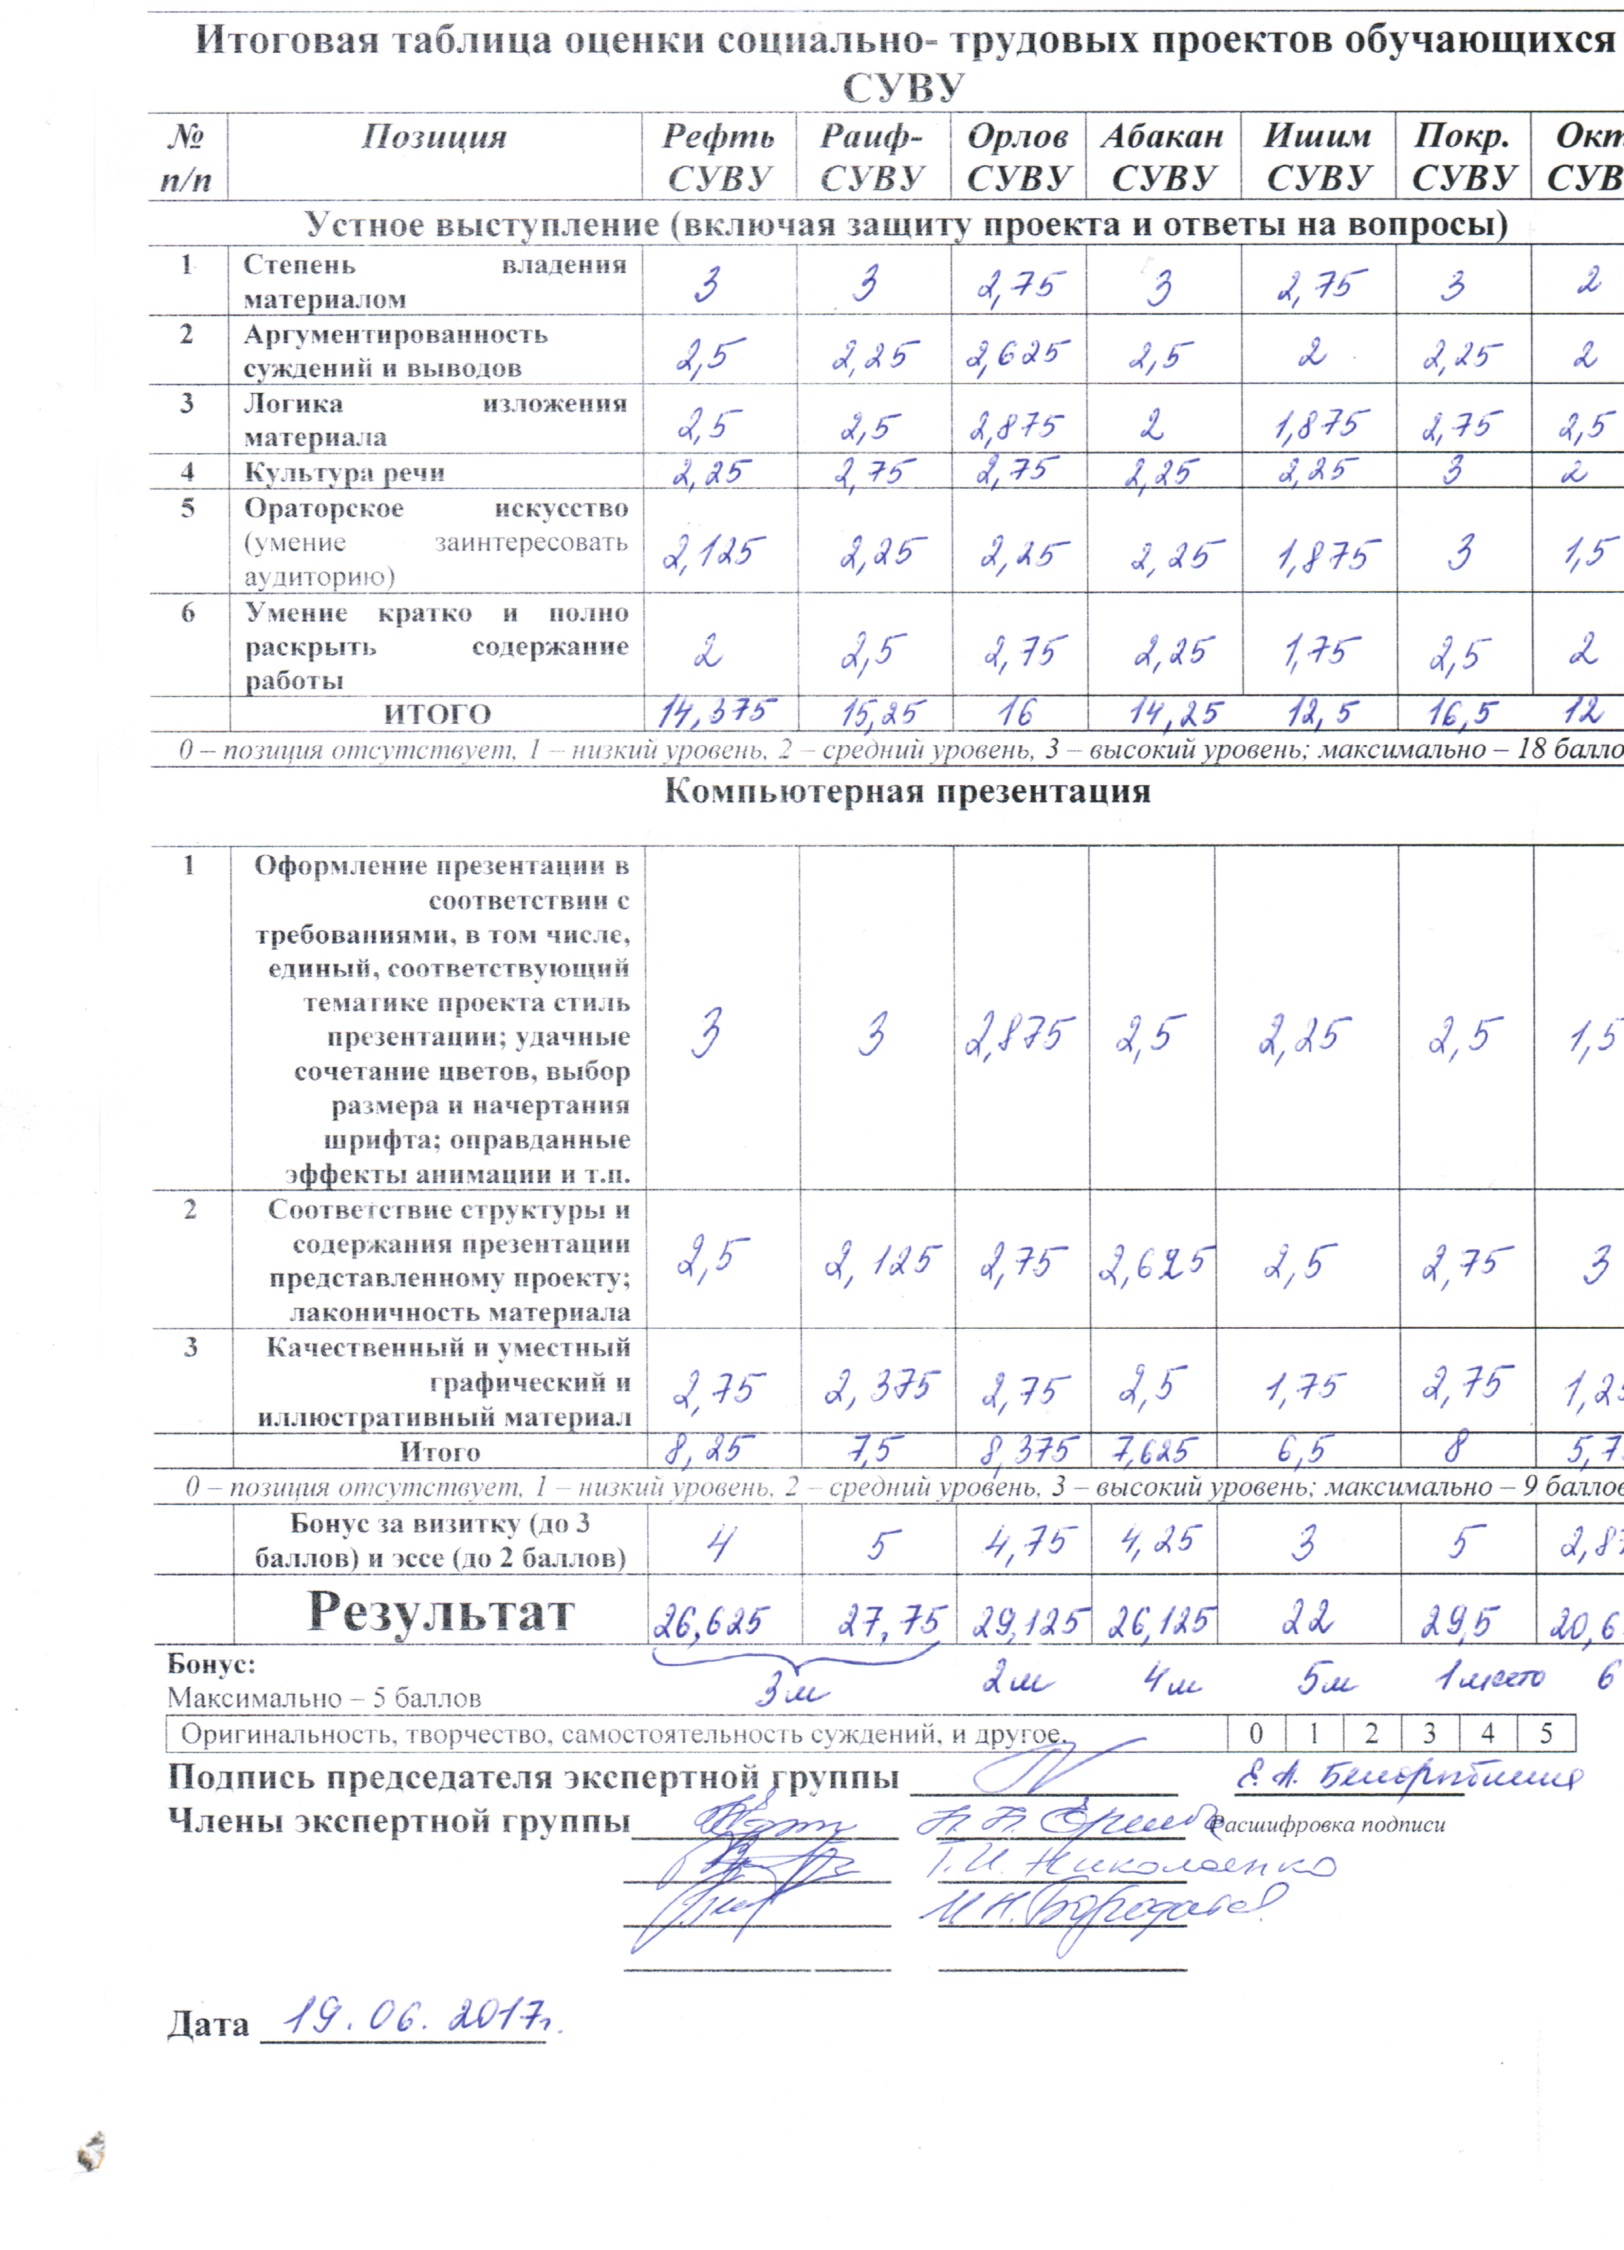 Итоговая таблица оценки социально- трудовых проектов обучающихся
СУВУ
№ п/п Позиция Рефть СУВУ Раиф- СУВУ Орлов СУВУ Абакан СУВУ Ишим СУВУ Покр. СУВУ Окт СУВ
Устное выступление (включая защиту проекта и ответы на вопросы)
1 Степень владения
материалом 3 3 2,75 3 2,75 3 2
2 Аргументированность
суждений и выводов 2,5 2,25 2,625 2,5 2 2,25 2
3 Логика изложения
материала 2,5 2,5 2,875 2 1,875 2,75 2,5
4 Культура речи 2,25 2,75 2,75 2,25 2,25 3 2
5 Ораторское искусство
(умение заинтересовать
аудиторию) 2,125 2,25 2,25 2,25 1,875 3 1,5
6 Умение кратко и полно
раскрыть содержание
работы 2 2,5 2,75 2,25 1,75 2,5 2
ИТОГО 14,375 15,25 16 14,25 12,5 16,5 12
0 – позиция отсутствует, 1 – низкий уровень, 2 – средний уровень, 3 – высокий уровень; максимально – 18 балло
Компьютерная презентация
1 Оформление презентации в
соответствии с
требованиями, в том числе,
единый, соответствующий
тематике проекта стиль
презентации; удачные
сочетание цветов, выбор
размера и начертания
шрифта; оправданные
эффекты анимации и т.п. 3 3 2,875 2,5 2,25 2,5 1,5
2 Соответствие структуры и
содержания презентации
представленному проекту;
лаконичность материала 2,5 2,125 2,75 2,625 2,5 2,75 3
3 Качественный и уместный
графический и
иллюстративный материал 2,75 2,375 2,75 2,5 1,75 2,75 1,25
Итого 8,25 7,5 8,375 7,625 6,5 8 5,7
0 – позиция отсутствует, 1 – низкий уровень, 2 – средний уровень, 3 – высокий уровень; максимально – 9 баллов
Бонус за визитку (до 3
баллов) и эссе (до 2 баллов) 4 5 4,75 4,25 3 5 2,87
Результат 26,625 27,75 29,125 26,125 22 29,5 20,6
Бонус:
Максимально – 5 баллов 3м 2м 4м 5м 1 место 6
Оригинальность, творчество, самостоятельность суждений, и другое. 0 1 2 3 4 5
Подпись председателя экспертной группы Е. А.
Члены экспертной группы Расшифровка подписи
Т.И. Николаенко
И Н.
Дата 19.06.2017г.